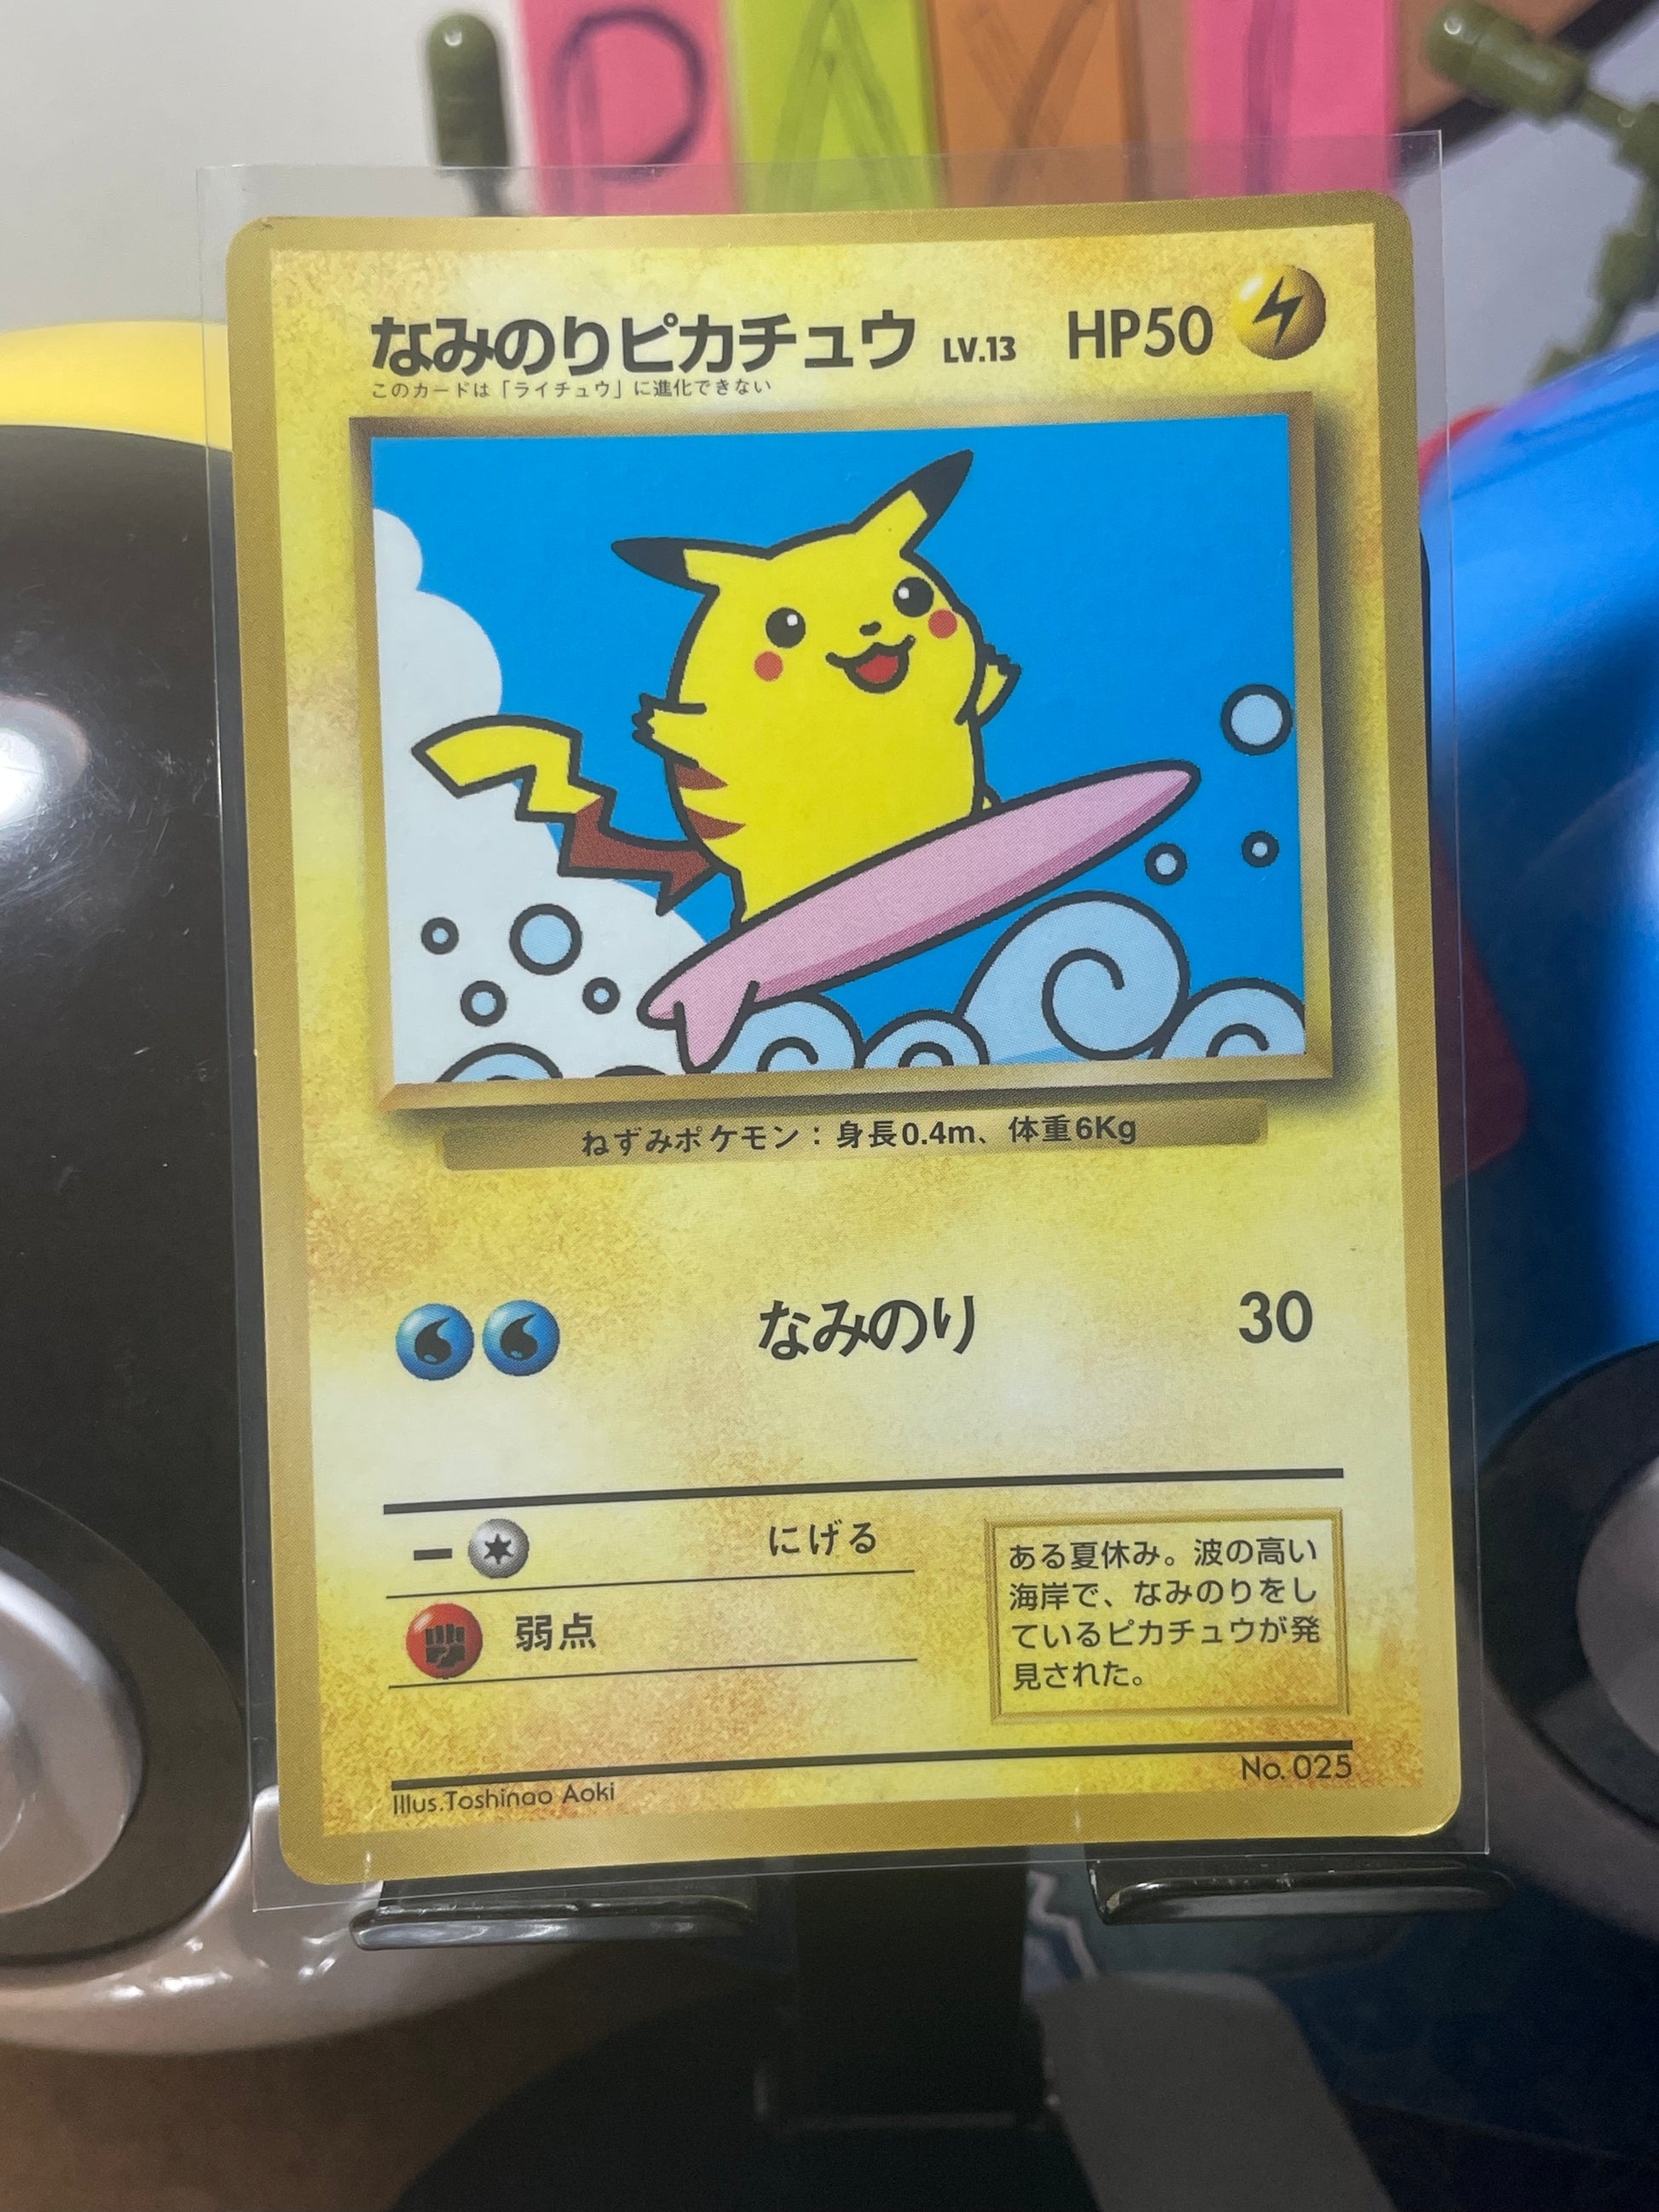 PAY!
なみのりピカチュウ LV.13 HP50
このカードは「ライチュウ」に進化できない
ねずみポケモン：身長0.4m、体重6Kg
なみのり 30
にげる
弱点
ある夏休み。波の高い
海岸で、なみのりをし
ているピカチュウが発
見された。
Illus.Toshinao Aoki
No. 025